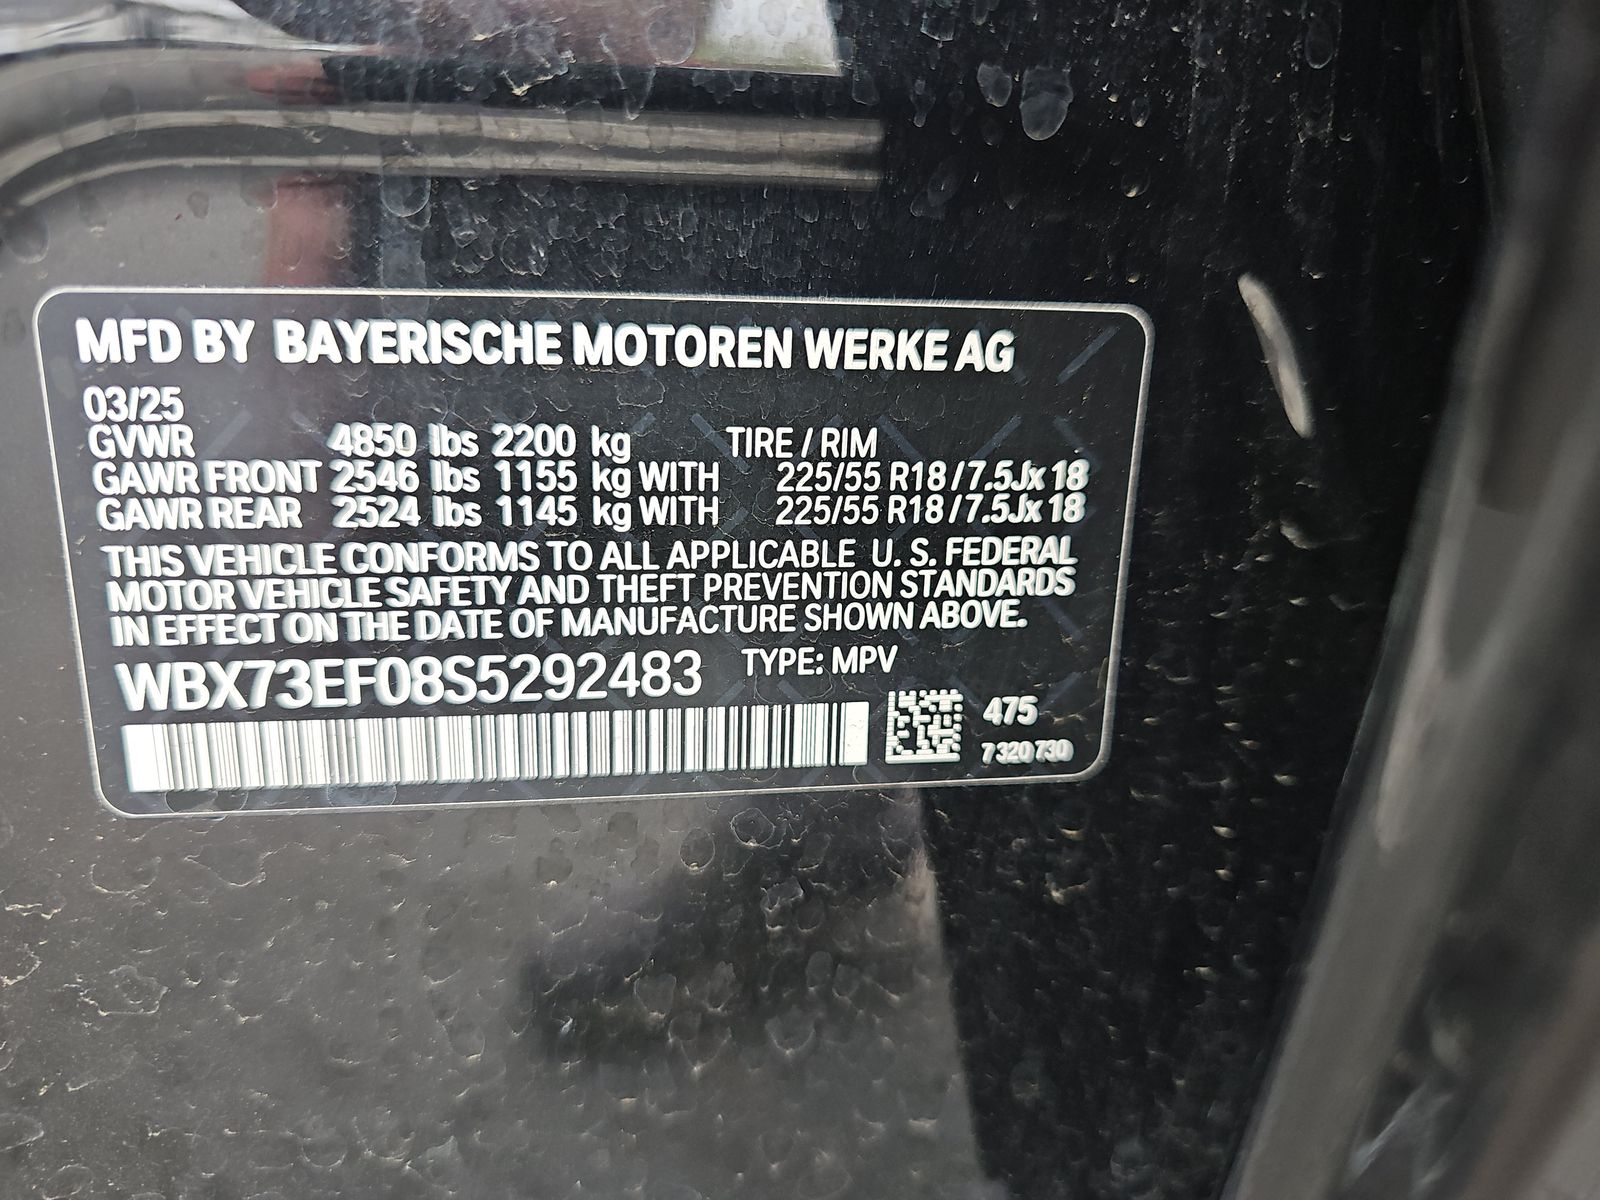 MFD BY BAYERISCHE MOTOREN WERKE AG
03/25
GVWR 4850 lbs 2200 kg TIRE / RIM
GAWR FRONT 2546 lbs 1155 kg WITH 225/55 R18 / 7.5Jx 18
GAWR REAR 2524 lbs 1145 kg WITH 225/55 R18 / 7.5Jx 18
THIS VEHICLE CONFORMS TO ALL APPLICABLE U. S. FEDERAL
MOTOR VEHICLE SAFETY AND THEFT PREVENTION STANDARDS
IN EFFECT ON THE DATE OF MANUFACTURE SHOWN ABOVE.
WBX73EF08S5292483 TYPE: MPV
475
7 320 730